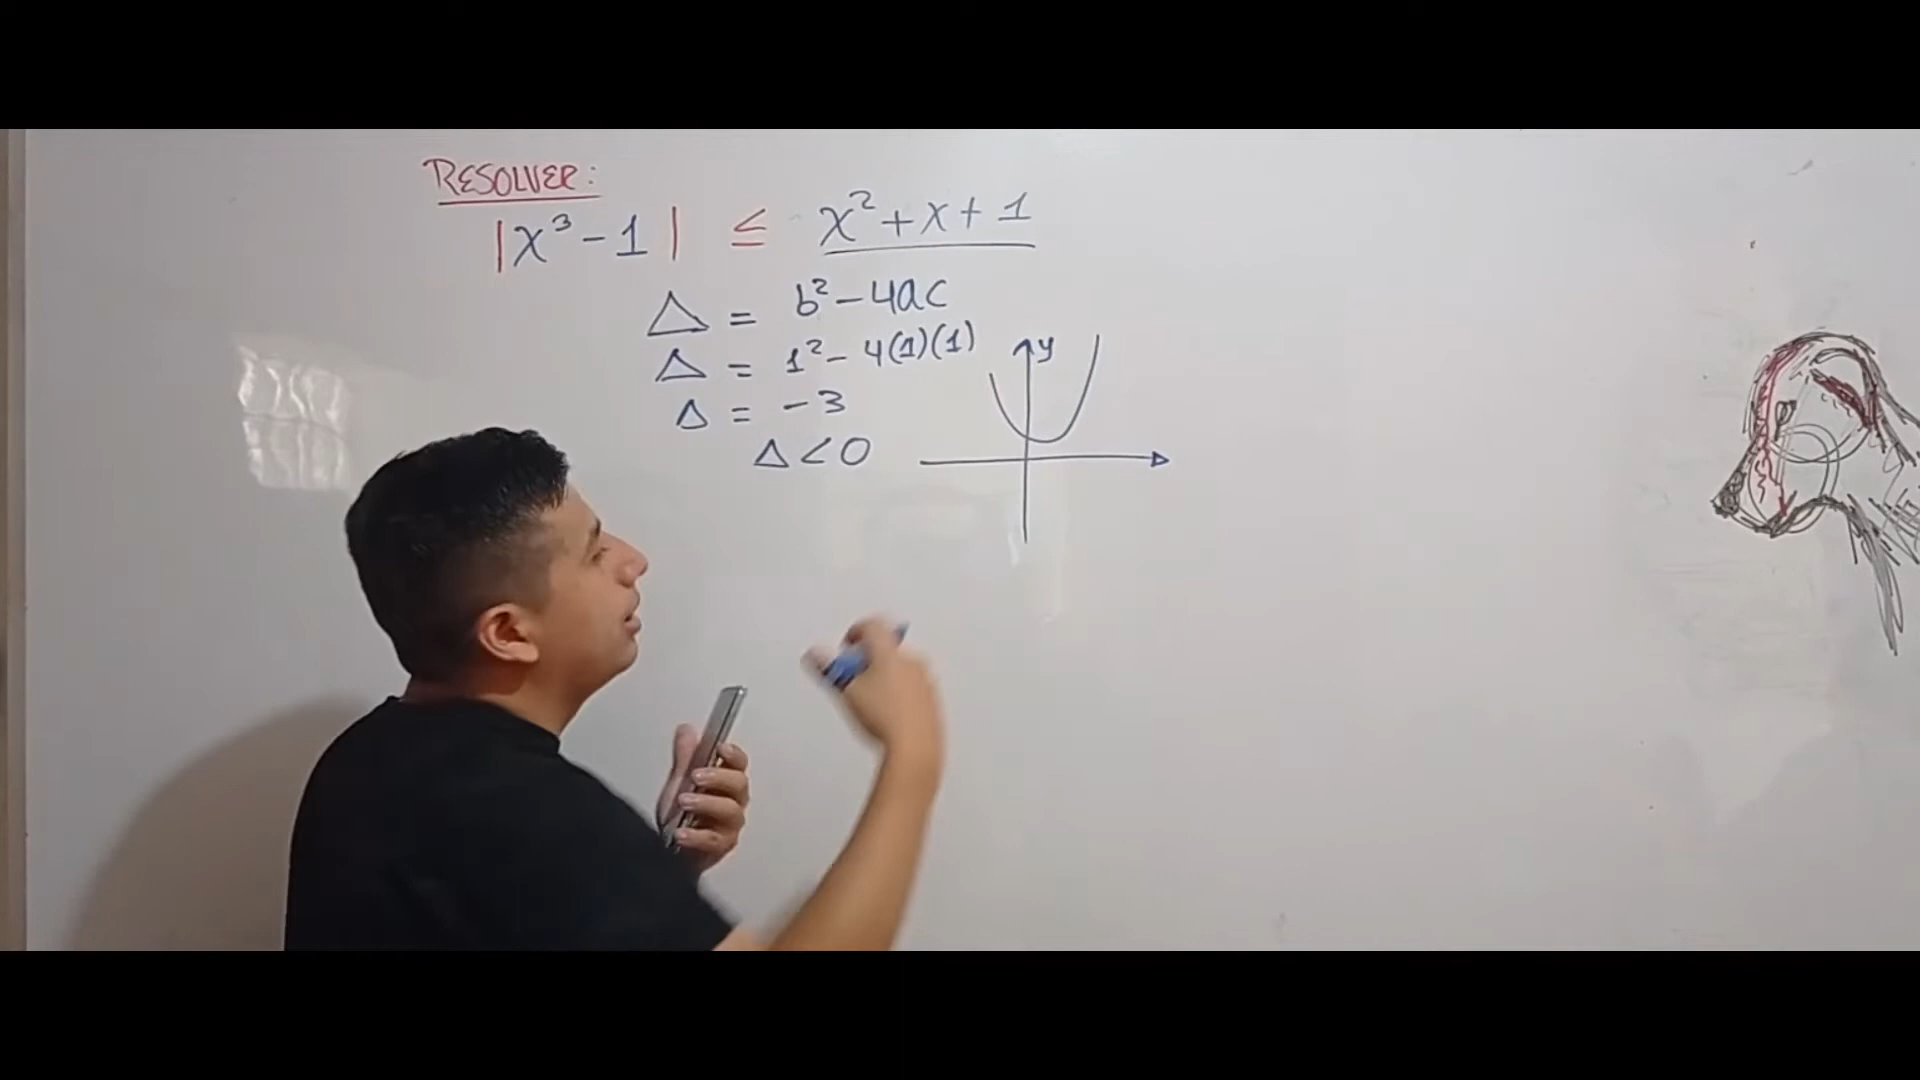 RESOLVER:
|x³-1| ≤ x²+x+1
Δ = b²-4ac
Δ = 1²-4(1)(1)
Δ = -3
Δ<0
y